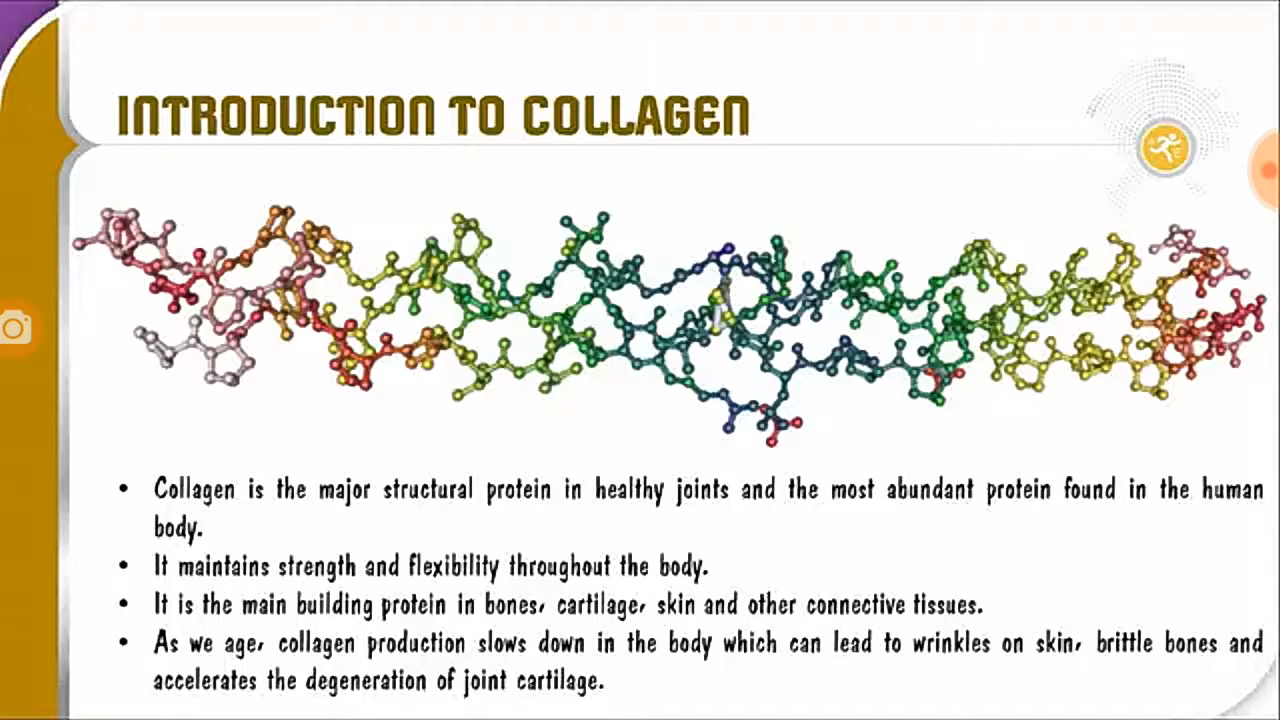 INTRODUCTION TO COLLAGEN
• Collagen is the major structural protein in healthy joints and the most abundant protein found in the human
body.
• It maintains strength and flexibility throughout the body.
• It is the main building protein in bones, cartilage, skin and other connective tissues.
• As we age, collagen production slows down in the body which can lead to wrinkles on skin, brittle bones and
accelerates the degeneration of joint cartilage.